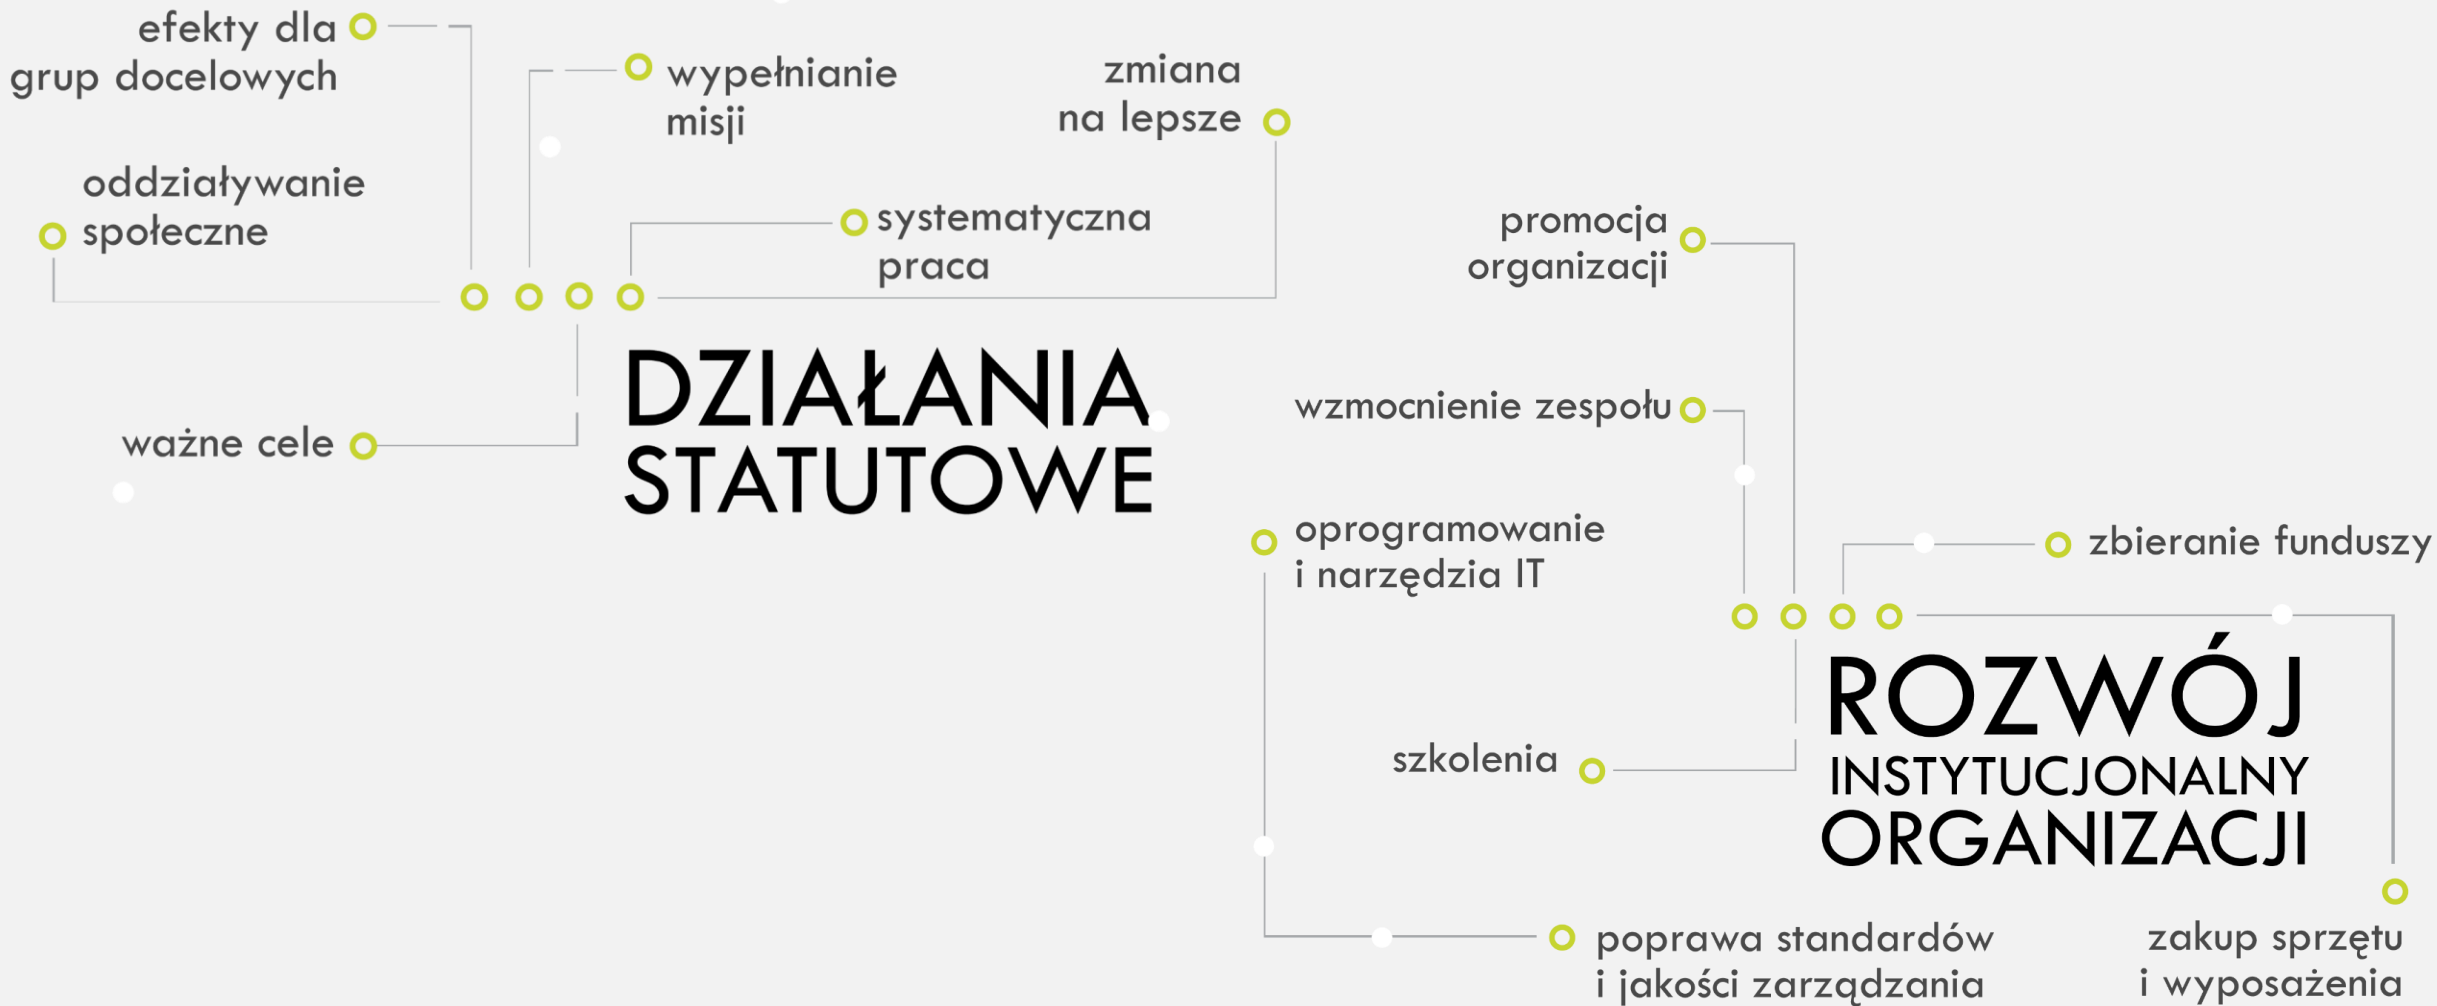 efekty dla
grup docelowych
wypełnianie
misji
zmiana
na lepsze
oddziaływanie
społeczne
systematyczna
praca
ważne cele
DZIAŁANIA
STATUTOWE
promocja
organizacji
wzmocnienie zespołu
oprogramowanie
i narzędzia IT
zbieranie funduszy
szkolenia
ROZWÓJ
INSTYTUCJONALNY
ORGANIZACJI
poprawa standardów
i jakości zarządzania
zakup sprzętu
i wyposażenia